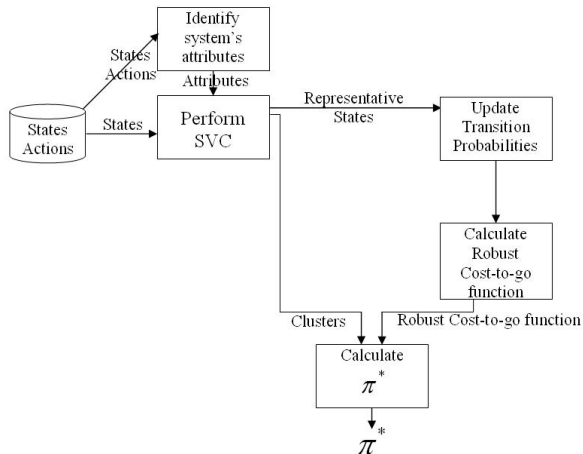 Identify
system's
attributes
States
Actions
Attributes
States
Actions
States
Perform
SVC
Representative
States
Update
Transition
Probabilities
Calculate
Robust
Cost-to-go
function
Clusters
Robust Cost-to-go function
Calculate
π*
π*